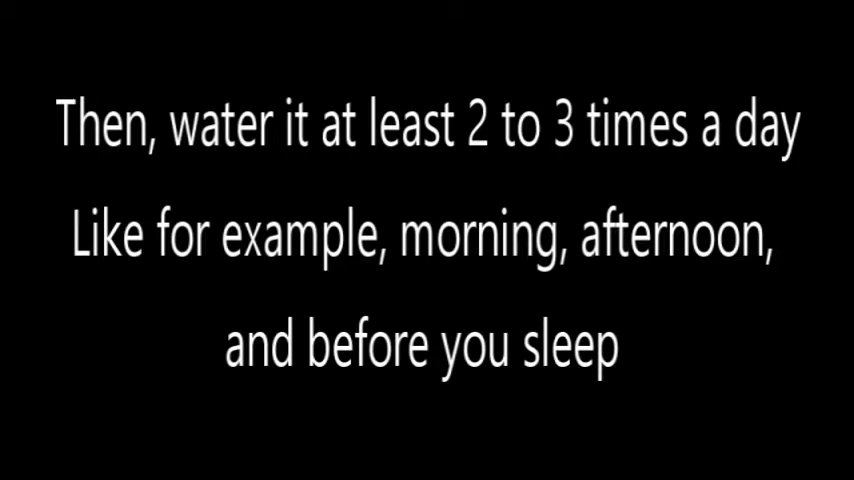 Then, water it at least 2 to 3 times a day
Like for example, morning, afternoon,
and before you sleep